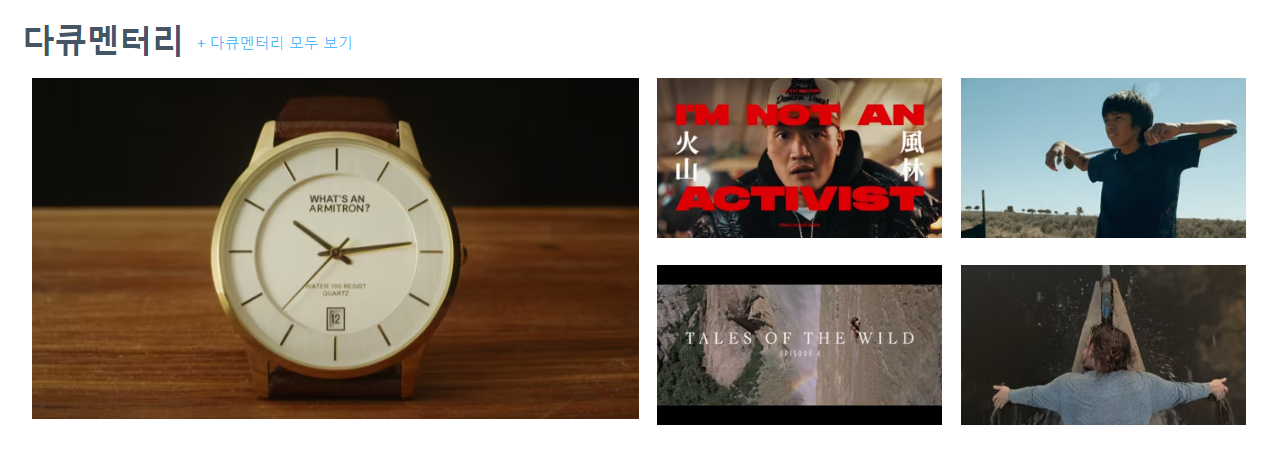 다큐멘터리
+ 다큐멘터리 모두 보기
WHAT'S AN
ARMITRON?
WATER 100 RESIST
QUARTZ
12
I'M NOT AN
火山
風林
ACTIVIST
TALES OF THE WILD
EPISODE 4